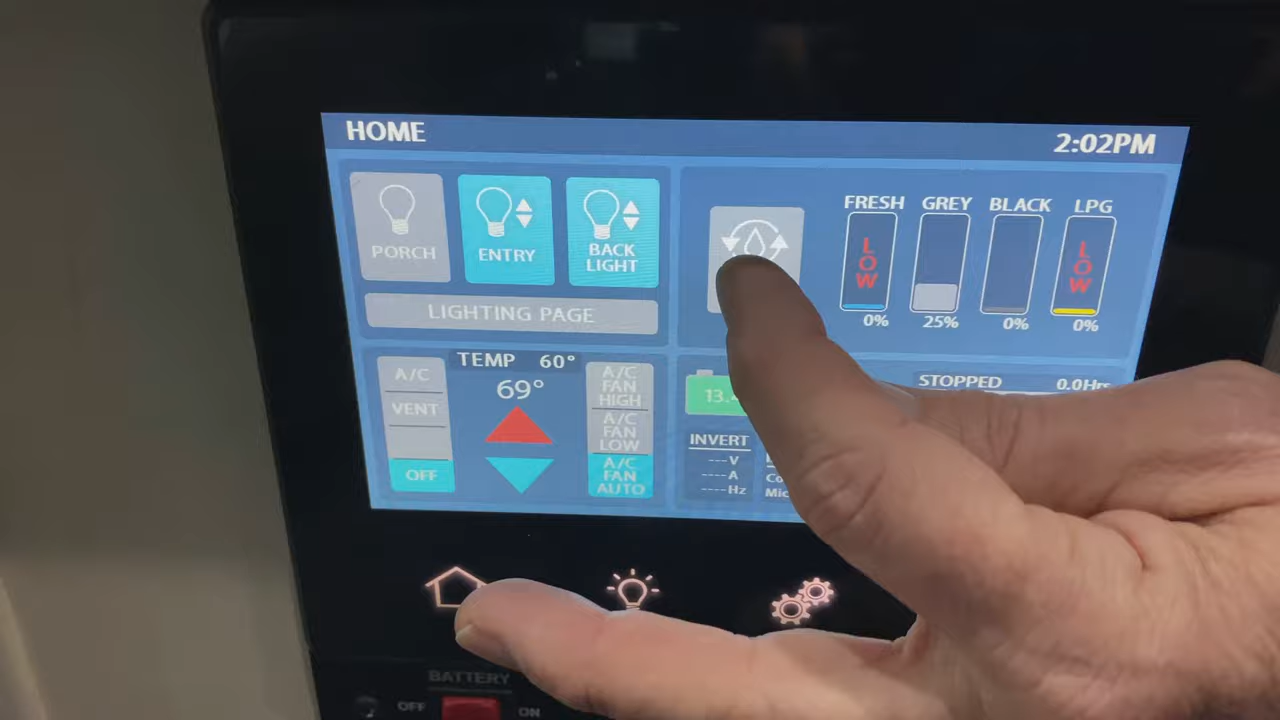 HOME
2:02PM
PORCH
ENTRY
BACK
LIGHT
LIGHTING PAGE
FRESH GREY BLACK LPG
LOW LOW
0% 25% 0% 0%
A/C
VENT
OFF
TEMP 60°
69°
A/C
FAN
HIGH
A/C
FAN
LOW
A/C
FAN
AUTO
STOPPED 0.0Hrs
INVERT
---V
---A
---Hz
BATTERY
OFF ON